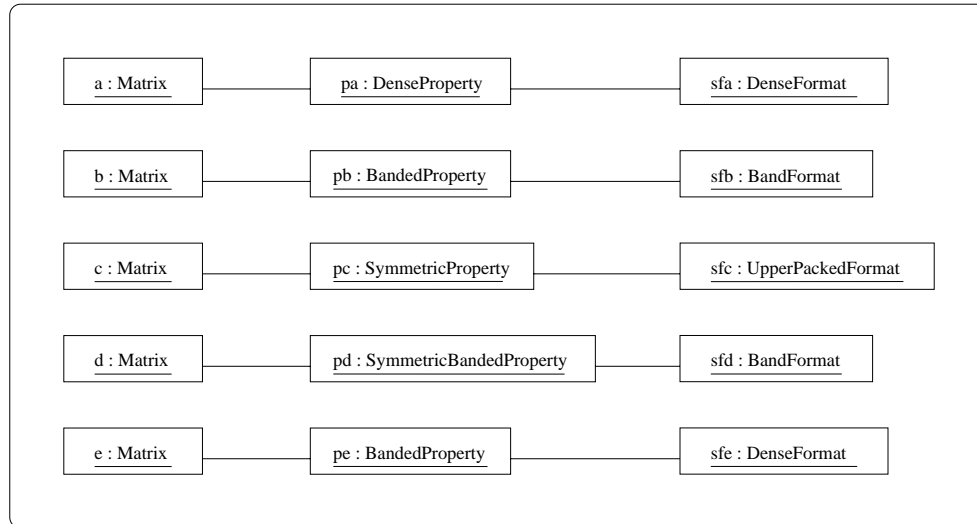 a : Matrix pa : DenseProperty sfa : DenseFormat
b : Matrix pb : BandedProperty sfb : BandFormat
c : Matrix pc : SymmetricProperty sfc : UpperPackedFormat
d : Matrix pd : SymmetricBandedProperty sfd : BandFormat
e : Matrix pe : BandedProperty sfe : DenseFormat